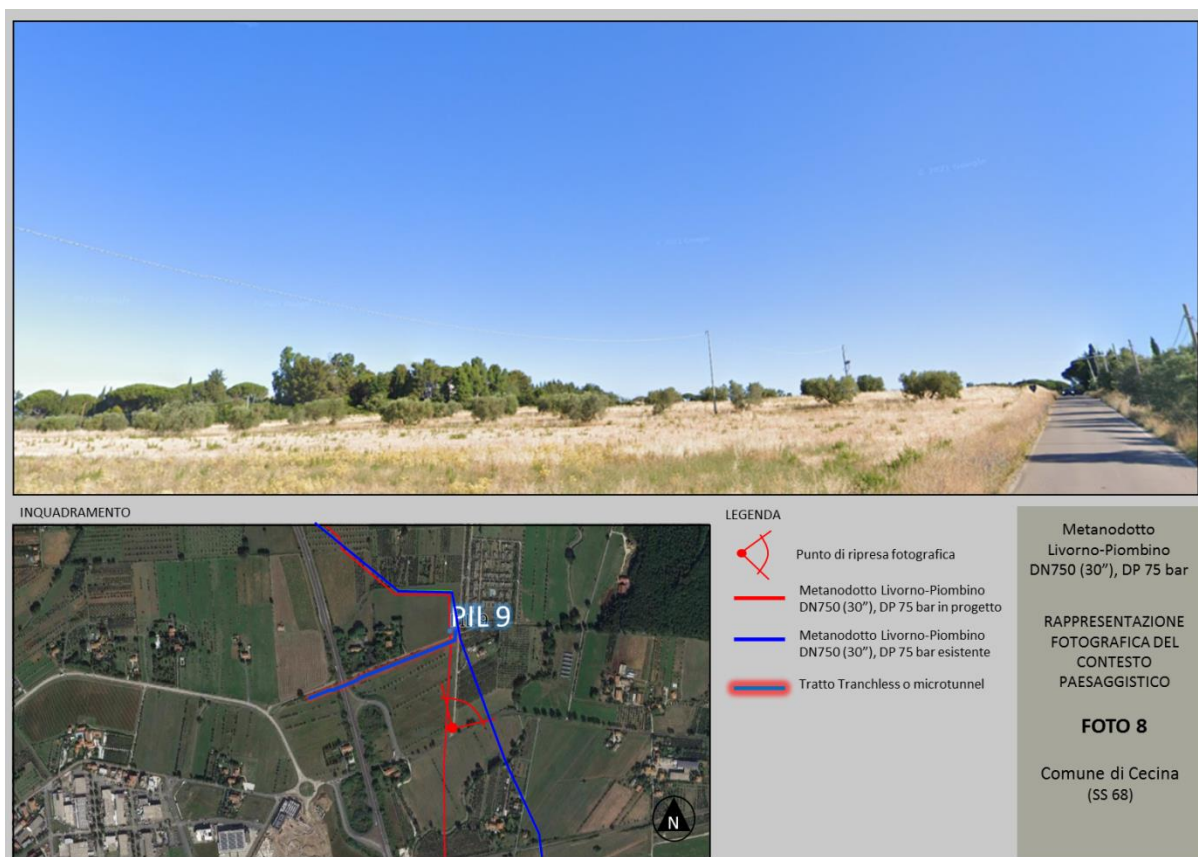 INQUADRAMENTO
PIL 9
N
LEGENDA
Punto di ripresa fotografica
Metanodotto Livorno-Piombino
DN750 (30”), DP 75 bar in progetto
Metanodotto Livorno-Piombino
DN750 (30”), DP 75 bar esistente
Tratto Tranchless o microtunnel
Metanodotto
Livorno-Piombino
DN750 (30”), DP 75 bar
RAPPRESENTAZIONE
FOTOGRAFICA DEL
CONTESTO
PAESAGGISTICO
FOTO 8
Comune di Cecina
(SS 68)